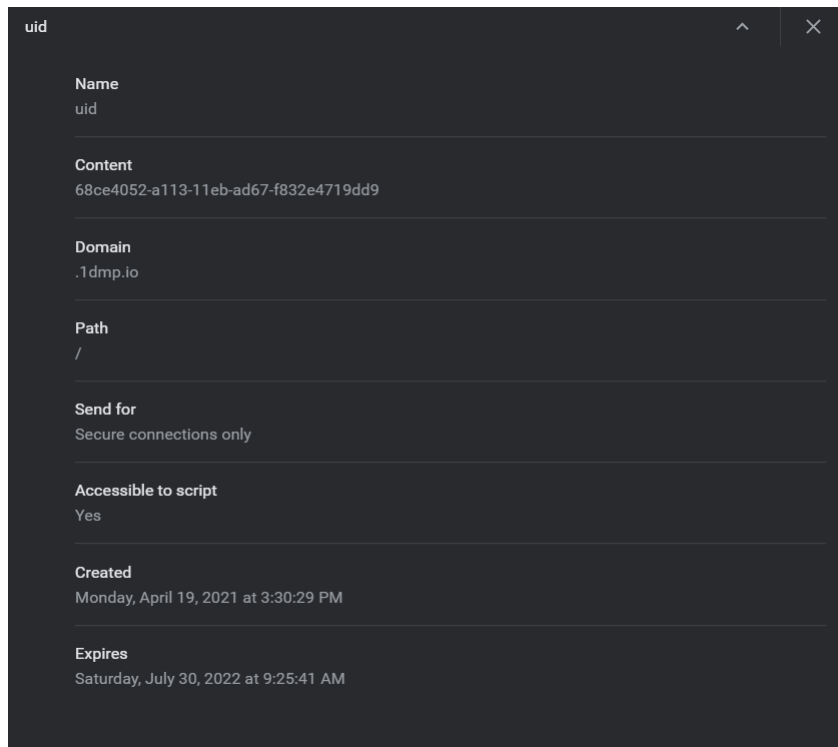 uid
Name
uid
Content
68ce4052-a113-11eb-ad67-f832e4719dd9
Domain
.1dmp.io
Path
/
Send for
Secure connections only
Accessible to script
Yes
Created
Monday, April 19, 2021 at 3:30:29 PM
Expires
Saturday, July 30, 2022 at 9:25:41 AM